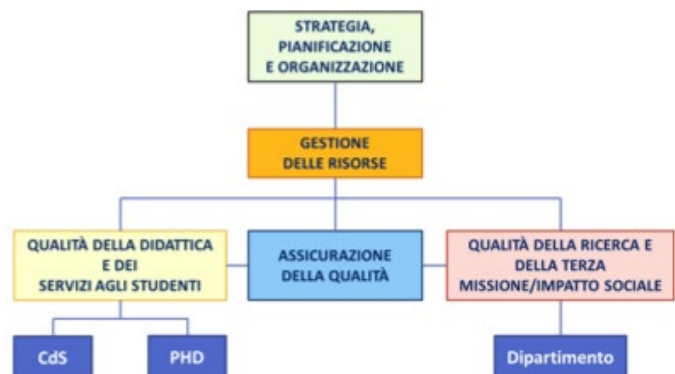 STRATEGIA,
PIANIFICAZIONE
E ORGANIZZAZIONE
GESTIONE
DELLE RISORSE
QUALITÀ DELLA DIDATTICA
E DEI
SERVIZI AGLI STUDENTI
ASSICURAZIONE
DELLA QUALITÀ
QUALITÀ DELLA RICERCA E
DELLA TERZA
MISSIONE/IMPATTO SOCIALE
CdS
PHD
Dipartimento